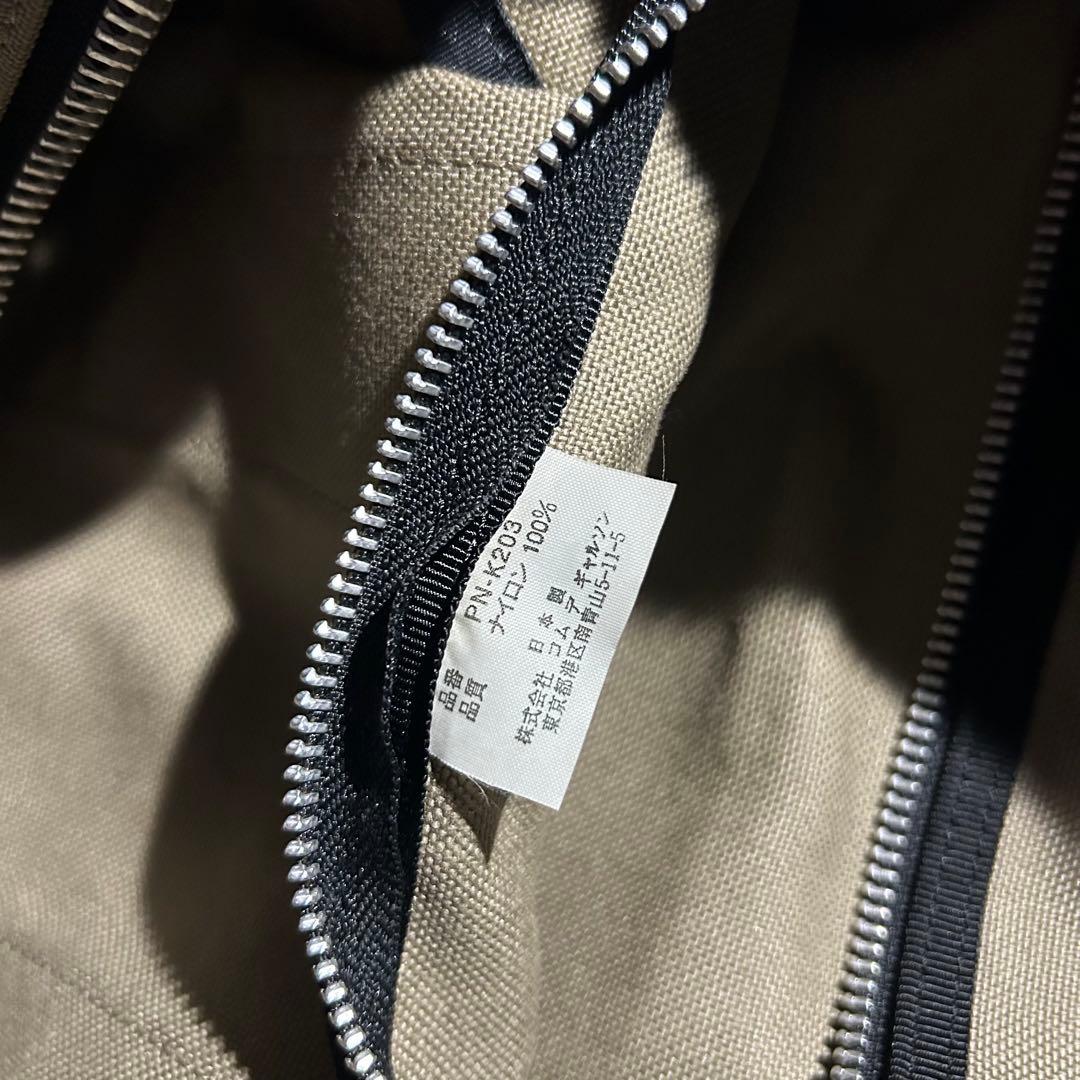 品番 PN-K203
品質 ナイロン 100%
日本製
株式会社 コム デ ギャルソン
東京都港区南青山5-11-5